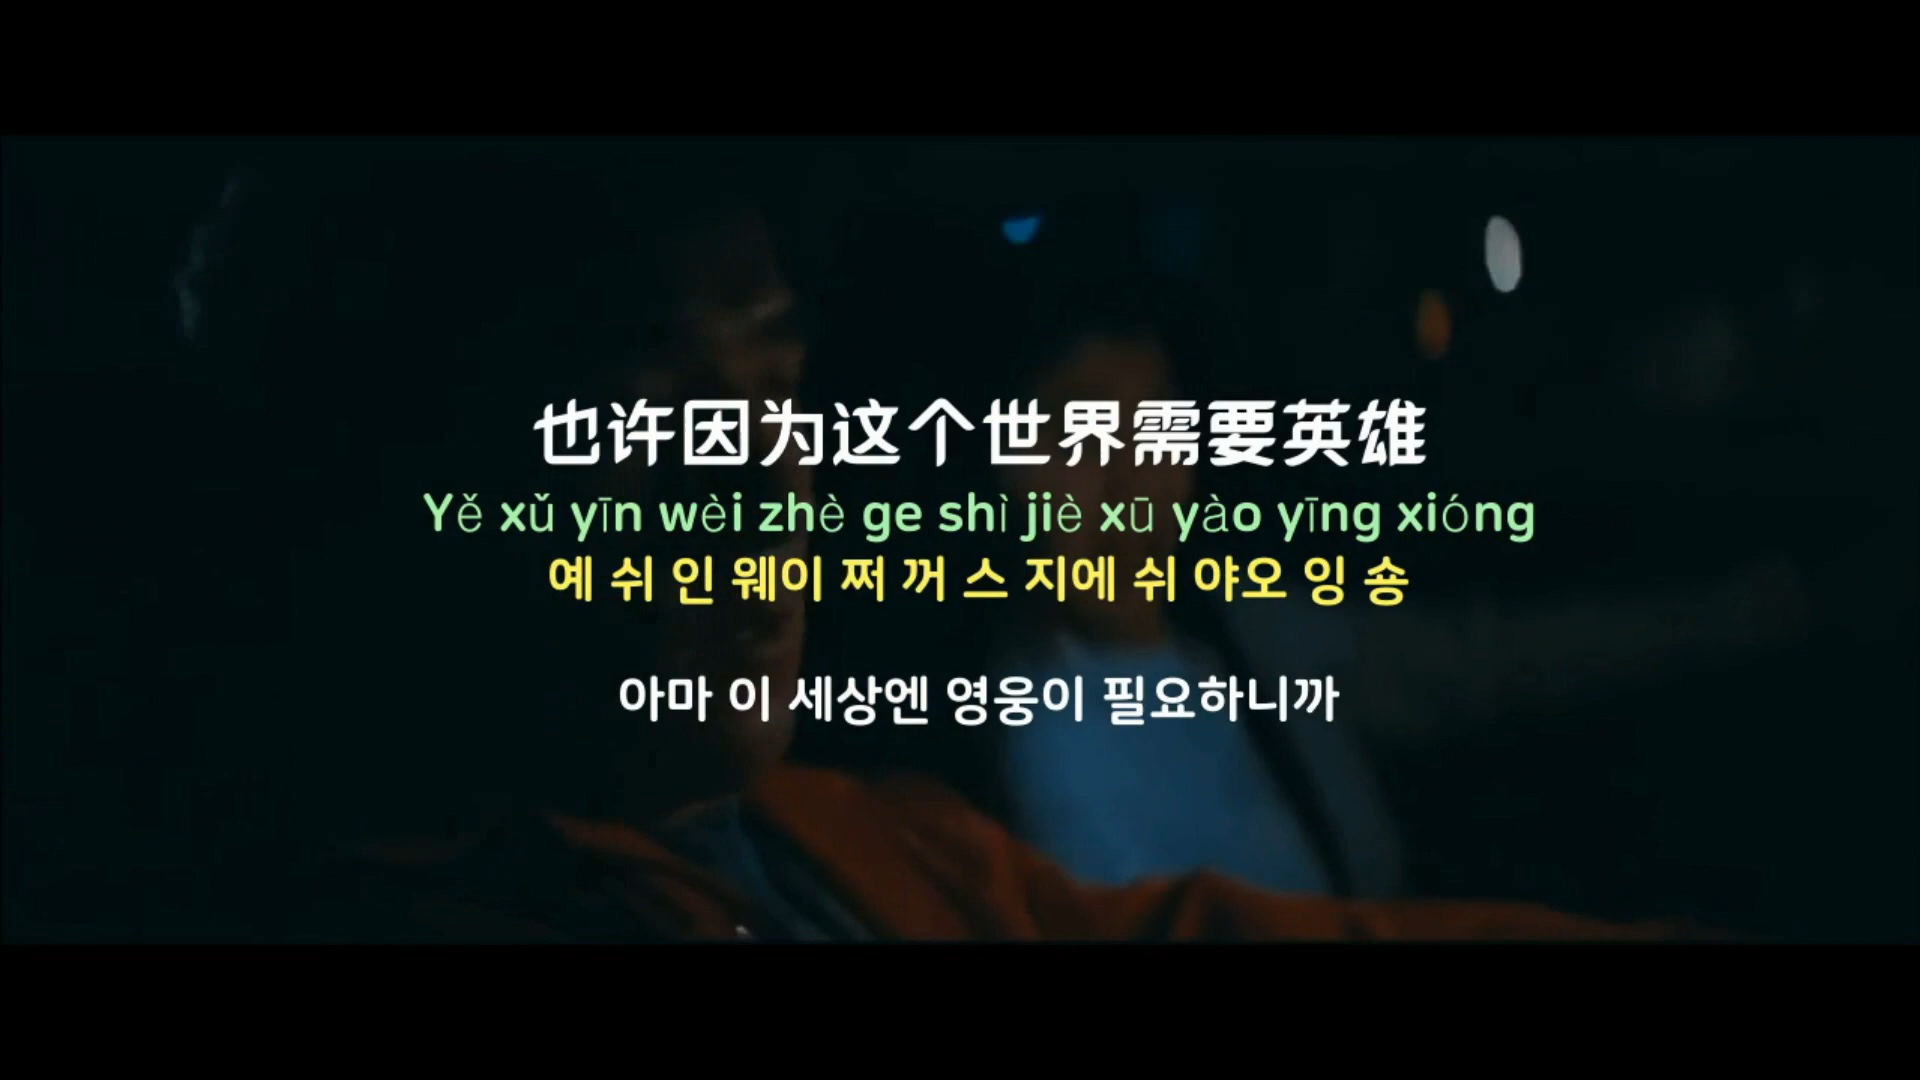 也许因为这个世界需要英雄
Yě xǔ yīn wèi zhè ge shì jiè xū yào yīng xióng
예 쉬 인 웨이 쩌 꺼 스 지에 쉬 야오 잉 숑
아마 이 세상엔 영웅이 필요하니까